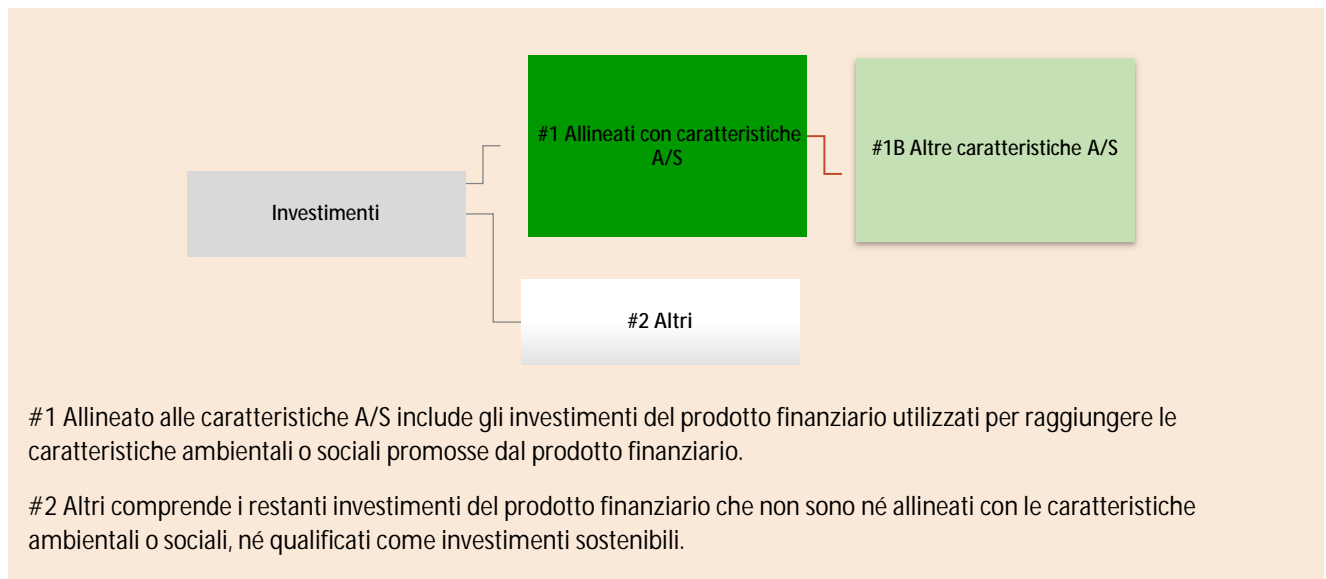 #1 Allineati con caratteristiche
A/S
#1B Altre caratteristiche A/S
Investimenti
#2 Altri
#1 Allineato alle caratteristiche A/S include gli investimenti del prodotto finanziario utilizzati per raggiungere le
caratteristiche ambientali o sociali promosse dal prodotto finanziario.
#2 Altri comprende i restanti investimenti del prodotto finanziario che non sono né allineati con le caratteristiche
ambientali o sociali, né qualificati come investimenti sostenibili.